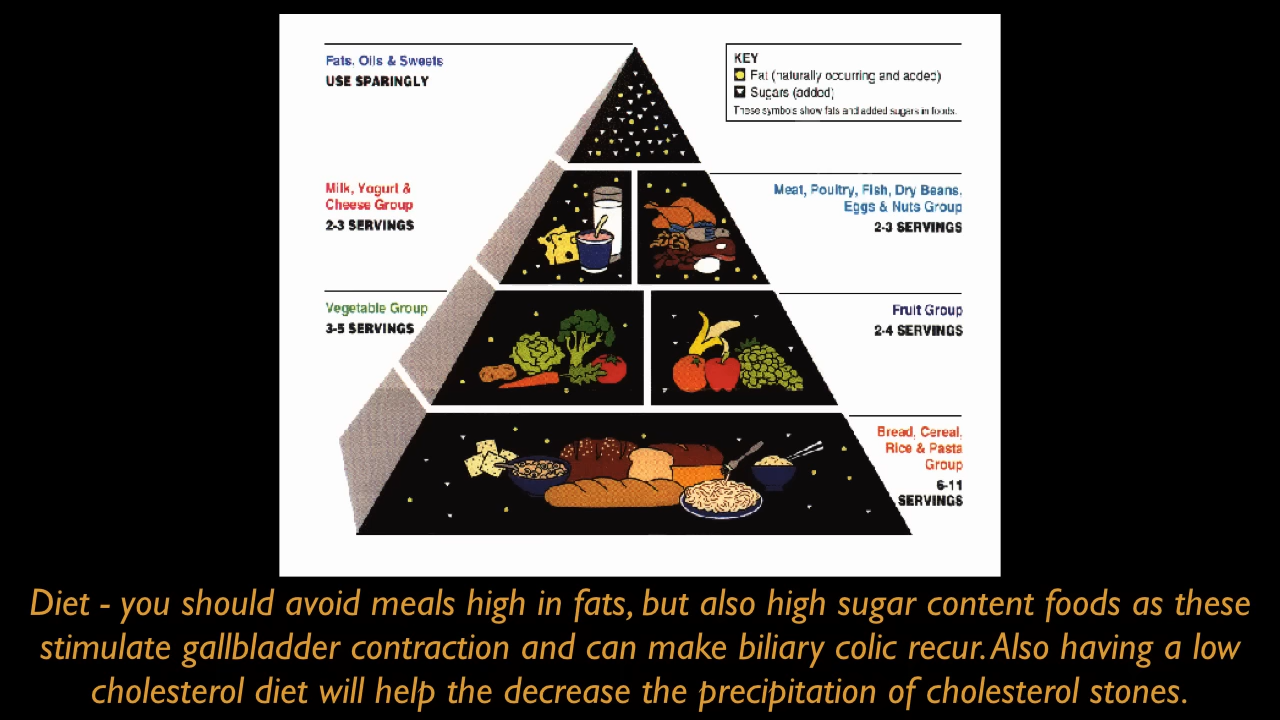 Fats, Oils & Sweets
USE SPARINGLY
KEY
Fat (naturally occurring and added)
Sugars (added)
These symbols show fats and added sugars in foods.
Milk, Yogurt &
Cheese Group
2-3 SERVINGS
Meat, Poultry, Fish, Dry Beans,
Eggs & Nuts Group
2-3 SERVINGS
Vegetable Group
3-5 SERVINGS
Fruit Group
2-4 SERVINGS
Bread, Cereal,
Rice & Pasta
Group
6-11
SERVINGS
Diet - you should avoid meals high in fats, but also high sugar content foods as these
stimulate gallbladder contraction and can make biliary colic recur. Also having a low
cholesterol diet will help the decrease the precipitation of cholesterol stones.